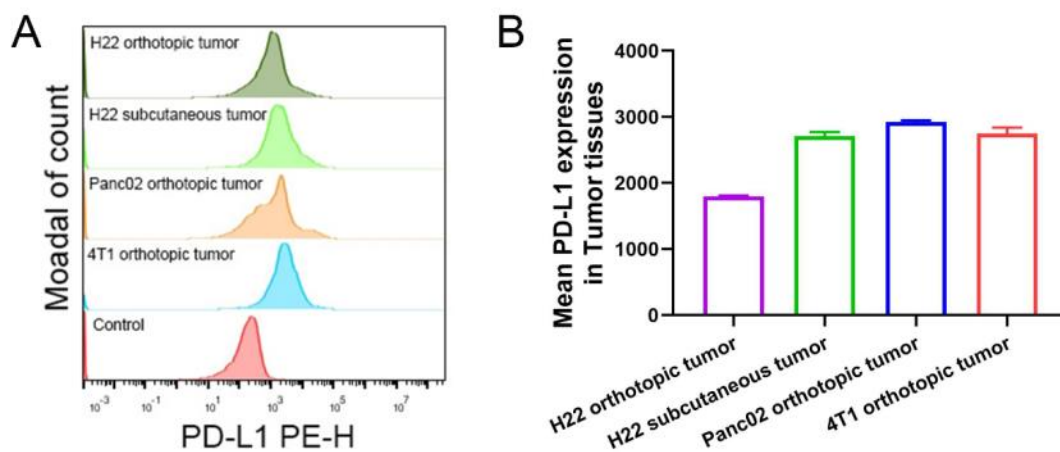 A
H22 orthotopic tumor
H22 subcutaneous tumor
Panc02 orthotopic tumor
4T1 orthotopic tumor
Control
Moadal of count
10-3
10-1
101
103
105
107
PD-L1 PE-H
B
Mean PD-L1 expression
in Tumor tissues
4000
3000
2000
1000
0
H22 orthotopic tumor
H22 subcutaneous tumor
Panc02 orthotopic tumor
4T1 orthotopic tumor